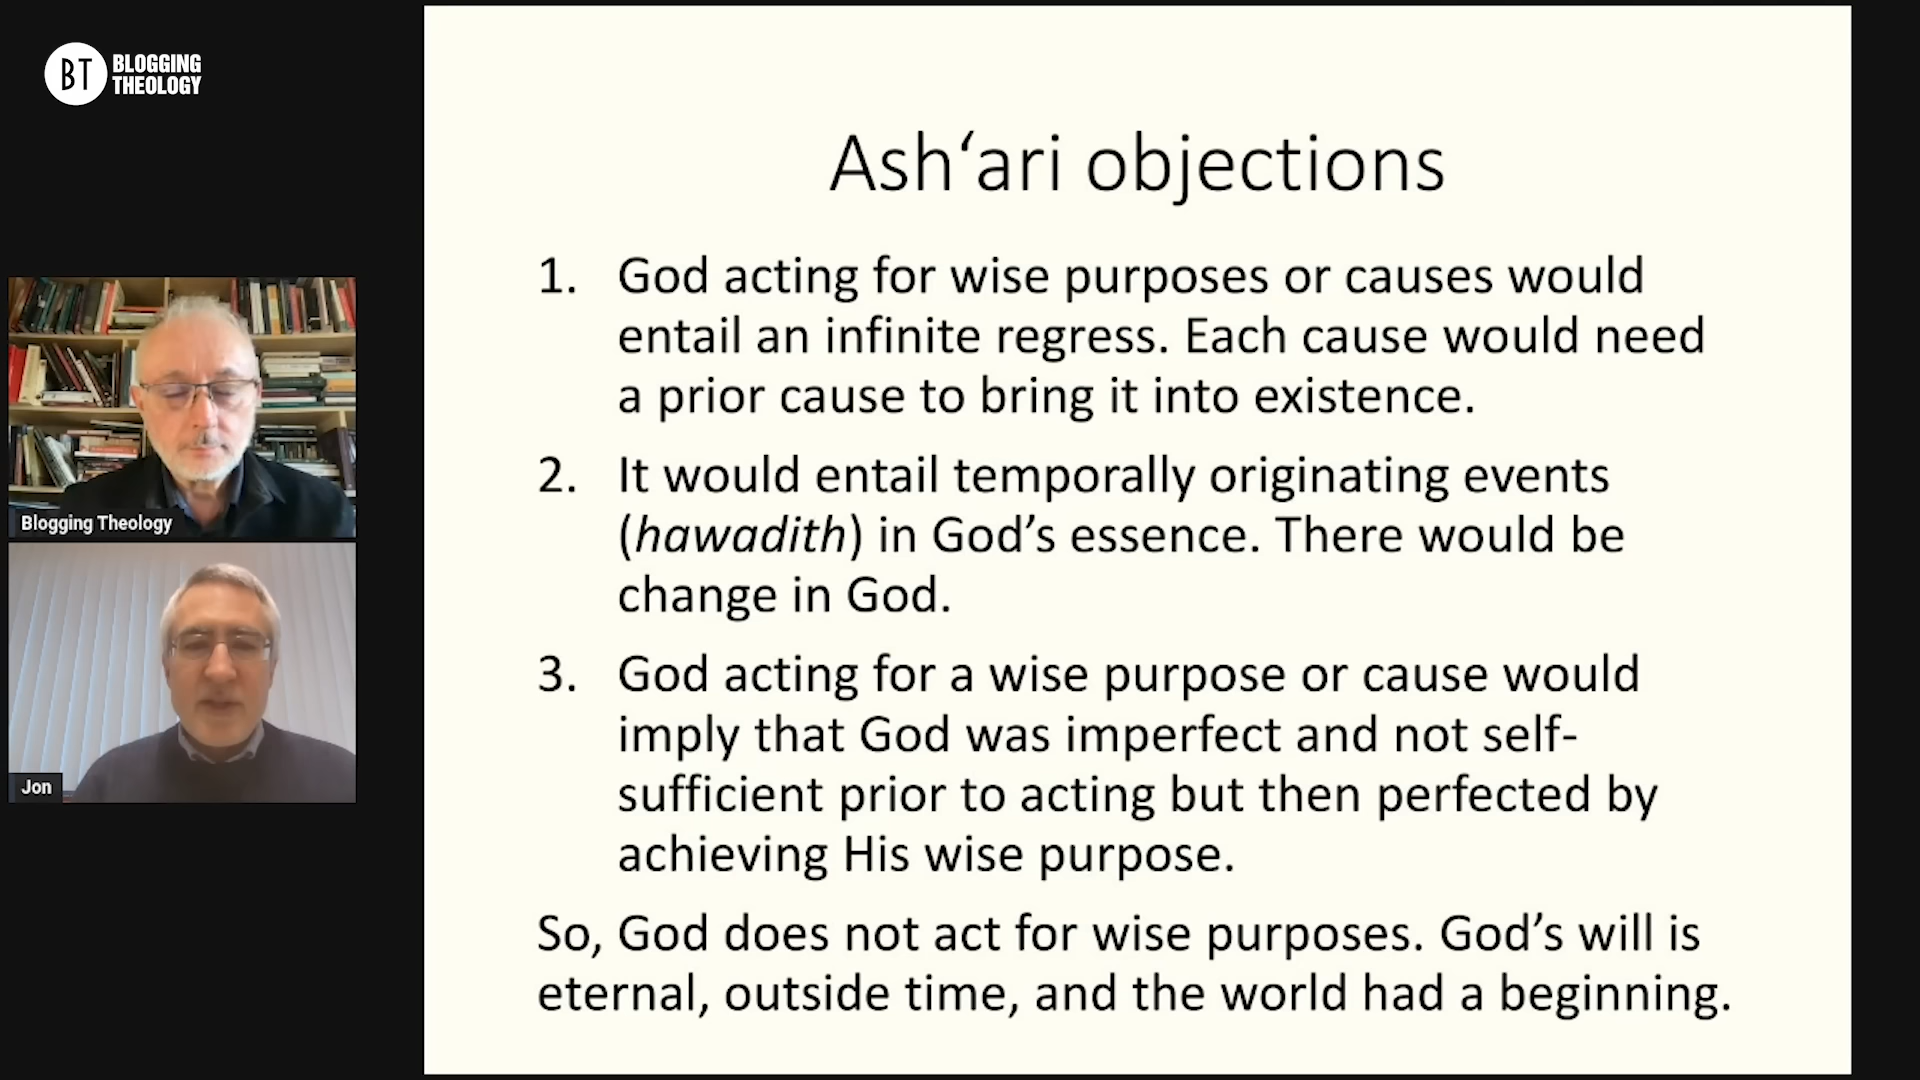 BT BLOGGING
THEOLOGY
Ash‘ari objections
1. God acting for wise purposes or causes would
entail an infinite regress. Each cause would need
a prior cause to bring it into existence.
2. It would entail temporally originating events
(hawadith) in God’s essence. There would be
change in God.
3. God acting for a wise purpose or cause would
imply that God was imperfect and not self-
sufficient prior to acting but then perfected by
achieving His wise purpose.
So, God does not act for wise purposes. God’s will is
eternal, outside time, and the world had a beginning.
Blogging Theology
Jon